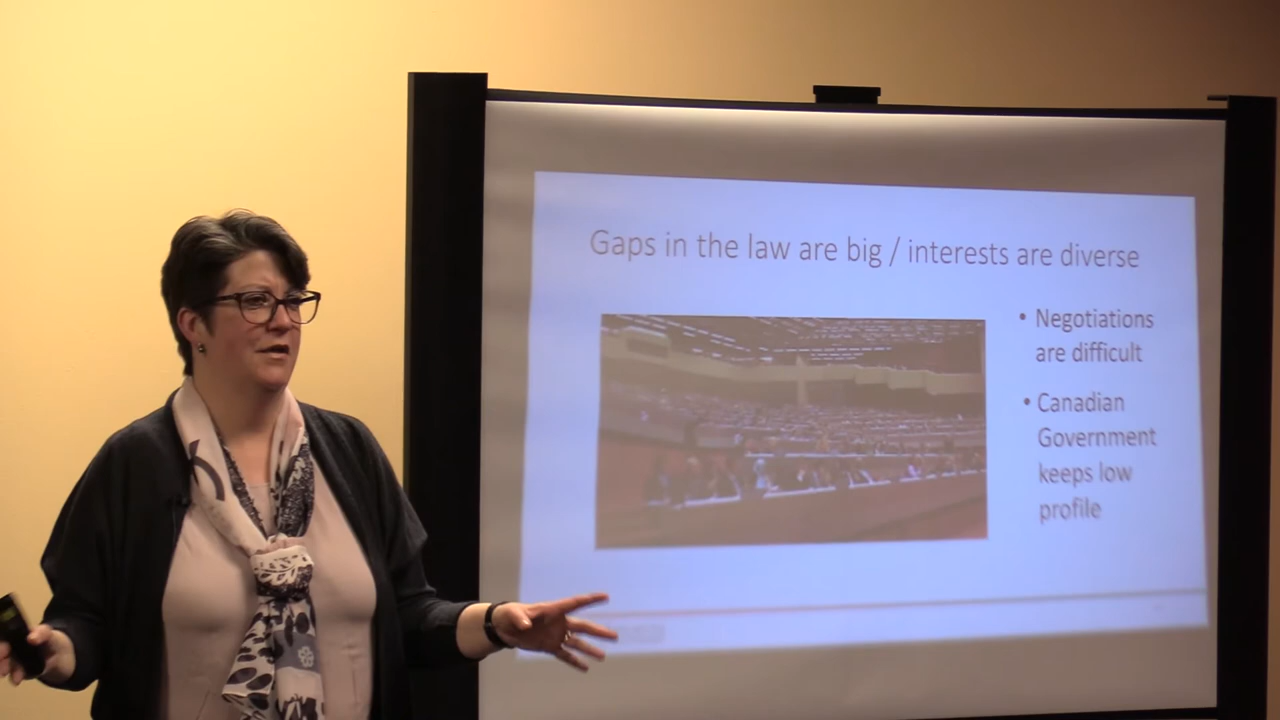 Gaps in the law are big / interests are diverse
• Negotiations
are difficult
• Canadian
Government
keeps low
profile